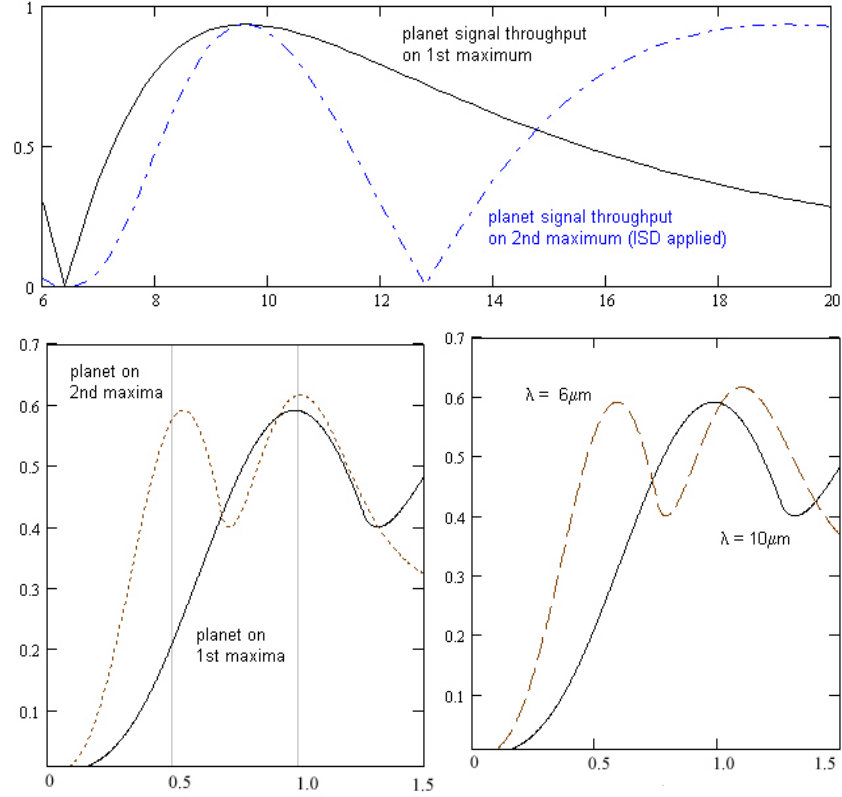 1
planet signal throughput
on 1st maximum
0.5
planet signal throughput
on 2nd maximum (ISD applied)
0
6 8 10 12 14 16 18 20
0.7
planet on
2nd maxima
0.6
0.5
0.4
0.3
planet on
1st maxima
0.2
0.1
0 0.5 1.0 1.5
0.7
λ = 6μm
0.6
0.5
0.4
λ = 10μm
0.3
0.2
0.1
0.5 1.0 1.5